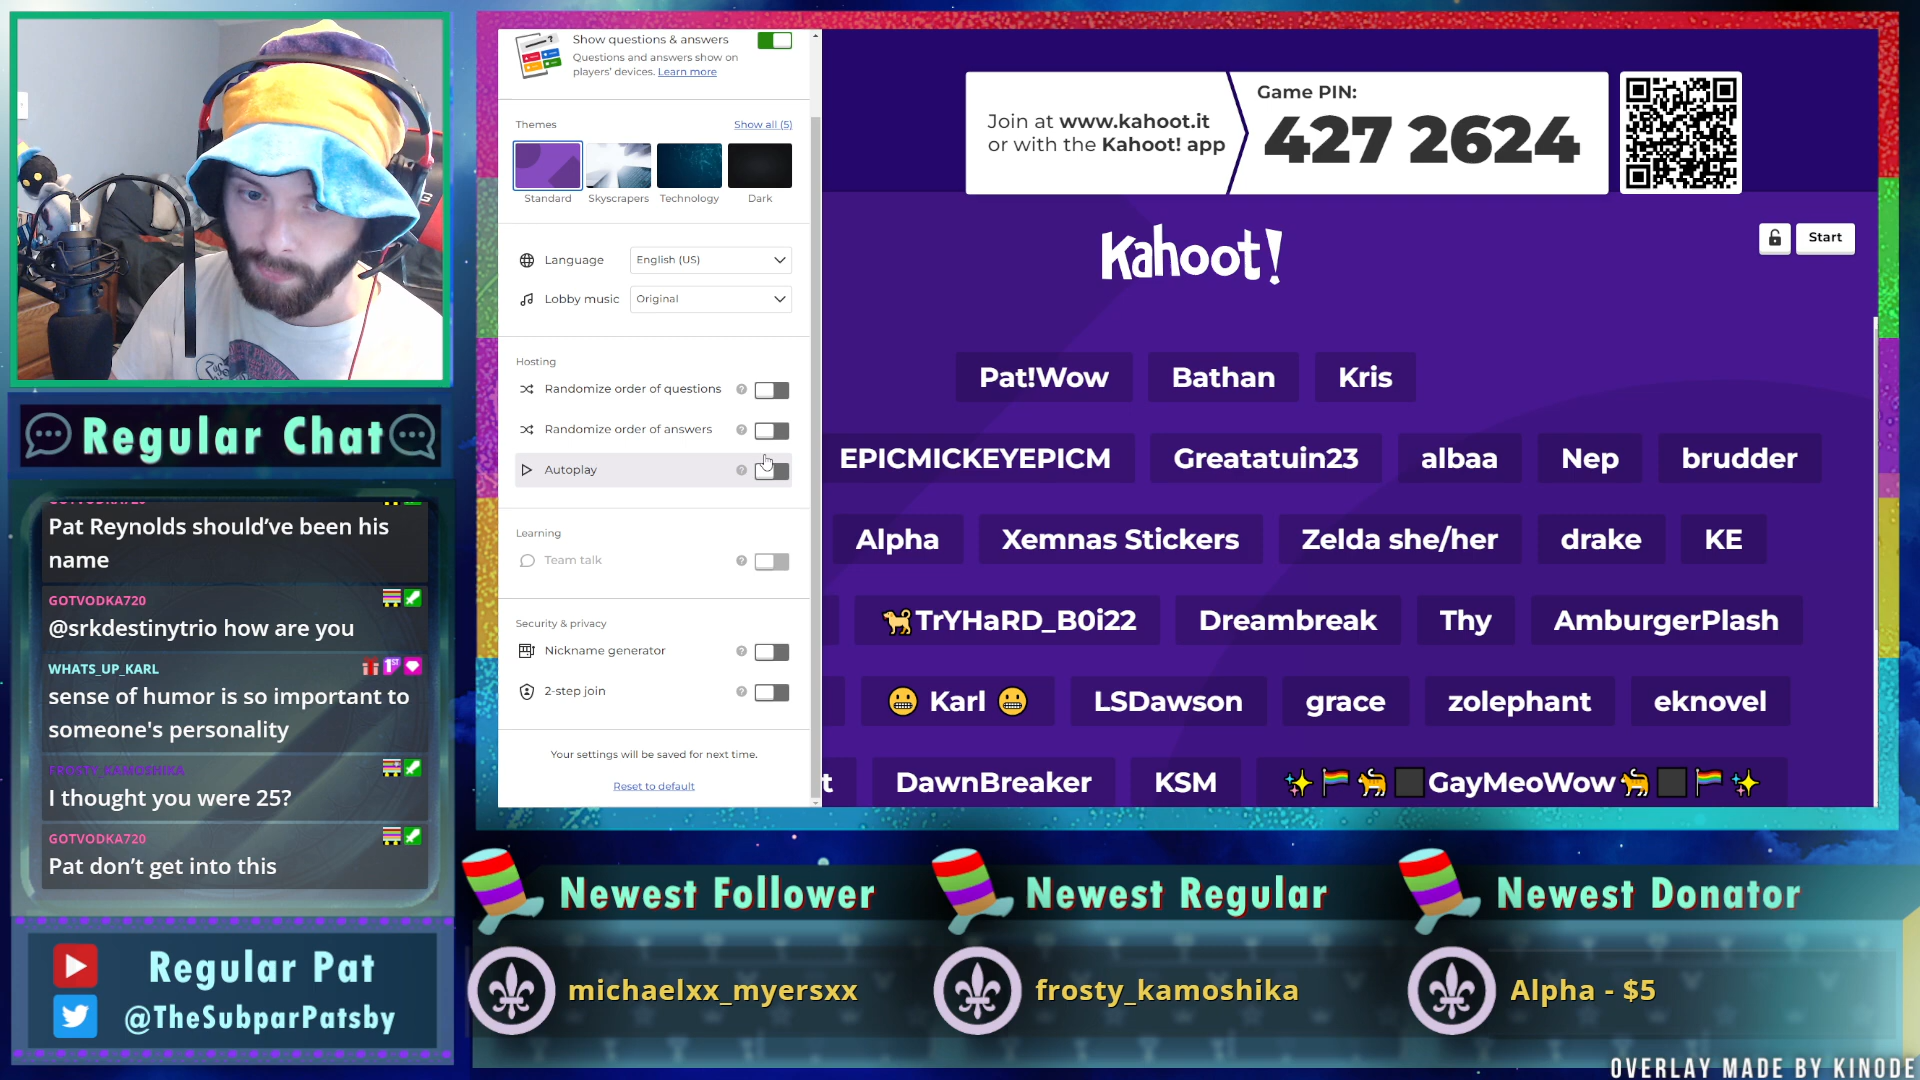 Show questions & answers
Questions and answers show on
players' devices. Learn more
Themes
Show all (5)
Standard
Skyscrapers
Technology
Dark
Language
English (US)
Lobby music
Original
Hosting
Randomize order of questions
Randomize order of answers
Autoplay
Learning
Team talk
Security & privacy
Nickname generator
2-step join
Your settings will be saved for next time.
Reset to default
Join at www.kahoot.it
or with the Kahoot! app
Game PIN:
427 2624
Kahoot!
Start
Pat!Wow
Bathan
Kris
EPICMICKEYEPICM
Greatatuin23
albaa
Nep
brudder
Alpha
Xemnas Stickers
Zelda she/her
drake
KE
🐕TrYHaRD_B0i22
Dreambreak
Thy
AmburgerPlash
😬 Karl 😬
LSDawson
grace
zolephant
eknovel
t
DawnBreaker
KSM
✨🏳️‍🌈🐈⬛GayMeoWow🐈⬛🏳️‍🌈✨
Regular Chat
GOTVODKA720
Pat Reynolds should've been his
name
GOTVODKA720
@srkdestinytrio how are you
WHATS_UP_KARL
1ST
sense of humor is so important to
someone's personality
FROSTY_KAMOSHIKA
I thought you were 25?
GOTVODKA720
Pat don't get into this
Regular Pat
@TheSubparPatsby
Newest Follower
michaelxx_myersxx
Newest Regular
frosty_kamoshika
Newest Donator
Alpha - $5
OVERLAY MADE BY KINODE